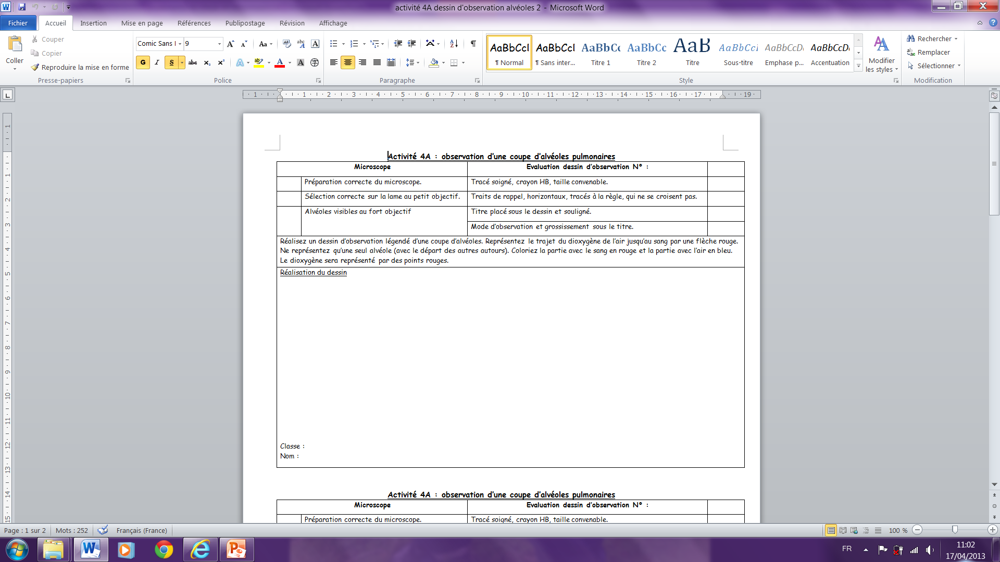 activité 4A dessin d'observation alvéoles 2 - Microsoft Word
Fichier Accueil Insertion Mise en page Références Publipostage Révision Affichage
Coller
Couper
Copier
Reproduire la mise en forme
Presse-papiers
Comic Sans 9
Police
Paragraphe
AaBbCcI AaBbCcI AaBbCc AaBbCc AaB AaBbCcI AaBbCcD AaBbCcD
¶ Normal ¶ Sans inter... Titre 1 Titre 2 Titre Sous-titre Emphase p... Accentuation
Style
Modifier
les styles
Rechercher
Remplacer
Sélectionner
Modification
1 1 2 3 4 5 6 7 8 9 10 11 12 13 14 15 16 17 19
Activité 4A : observation d'une coupe d'alvéoles pulmonaires
Microscope Evaluation dessin d'observation N° :
Préparation correcte du microscope. Tracé soigné, crayon HB, taille convenable.
Sélection correcte sur la lame au petit objectif. Traits de rappel, horizontaux, tracés à la règle, qui ne se croisent pas.
Alvéoles visibles au fort objectif Titre placé sous le dessin et souligné.
Mode d'observation et grossissement sous le titre.
Réalisez un dessin d'observation légendé d'une coupe d'alvéoles. Représentez le trajet du dioxygène de l'air jusqu'au sang par une flèche rouge.
Ne représentez qu'une seul alvéole (avec le départ des autres autours). Coloriez la partie avec le sang en rouge et la partie avec l'air en bleu.
Le dioxygène sera représenté par des points rouges.
Réalisation du dessin
Classe :
Nom :
Activité 4A : observation d'une coupe d'alvéoles pulmonaires
Microscope Evaluation dessin d'observation N° :
Préparation correcte du microscope. Tracé soigné, crayon HB, taille convenable.
Page : 1 sur 2 Mots : 252 Français (France) 100 %
FR 11:02
17/04/2013